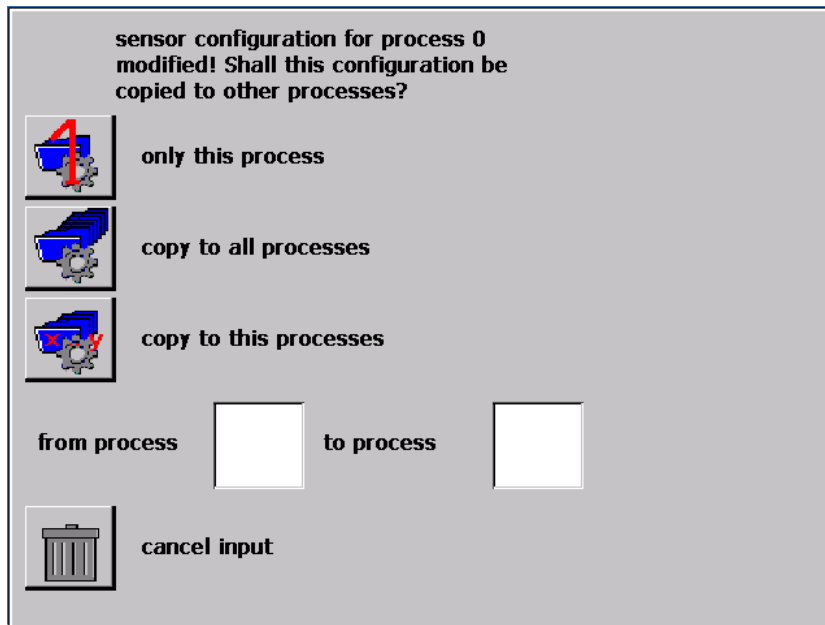 sensor configuration for process 0
modified! Shall this configuration be
copied to other processes?
1
only this process
copy to all processes
x y
copy to this processes
from process to process
cancel input